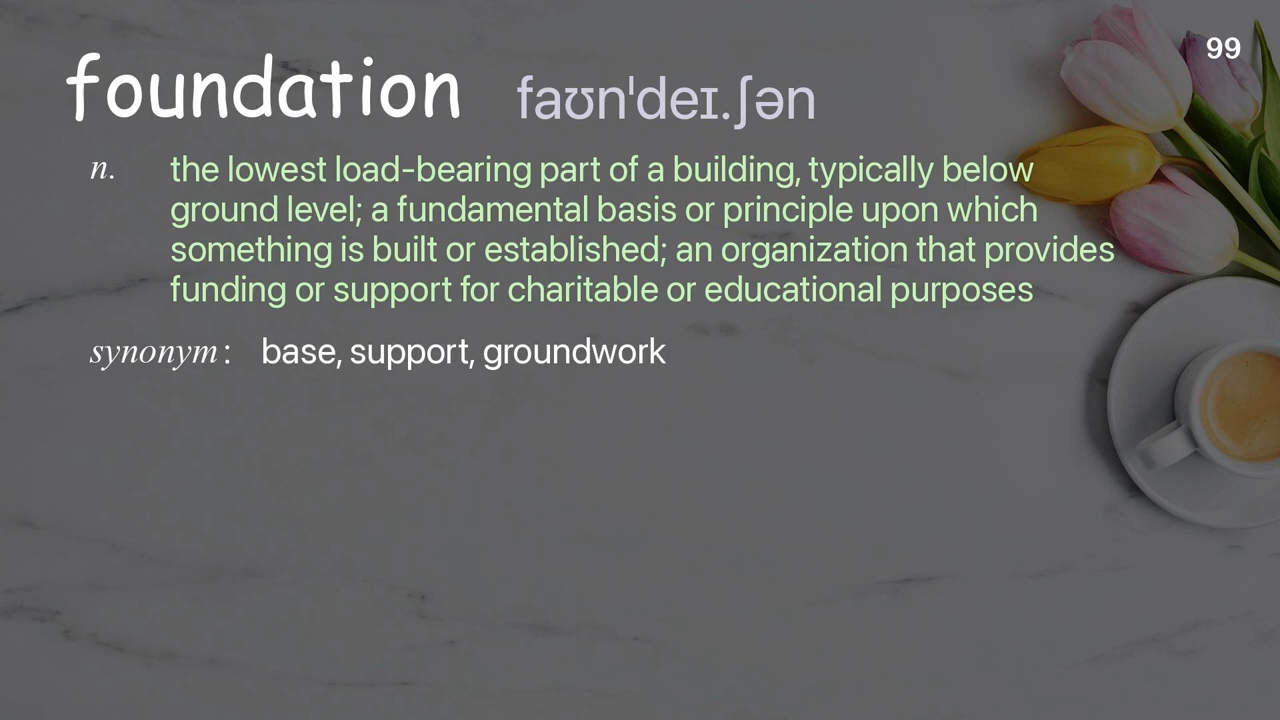 99
foundation faʊnˈdeɪ.ʃən
n. the lowest load-bearing part of a building, typically below
ground level; a fundamental basis or principle upon which
something is built or established; an organization that provides
funding or support for charitable or educational purposes
synonym: base, support, groundwork